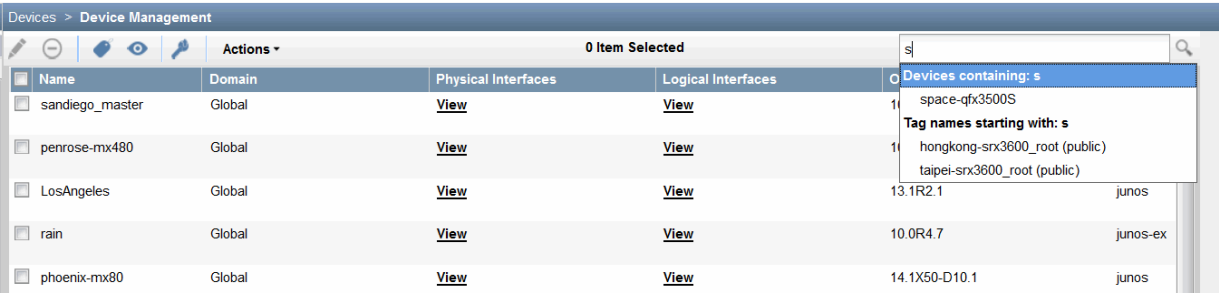 Devices > Device Management
Actions
0 Item Selected
s
Name Domain Physical Interfaces Logical Interfaces
Devices containing: s
space-qfx3500S
Tag names starting with: s
hongkong-srx3600_root (public)
taipei-srx3600_root (public)
sandiego_master Global View View
penrose-mx480 Global View View
LosAngeles Global View View 13.1R2.1 junos
rain Global View View 10.0R4.7 junos-ex
phoenix-mx80 Global View View 14.1X50-D10.1 junos